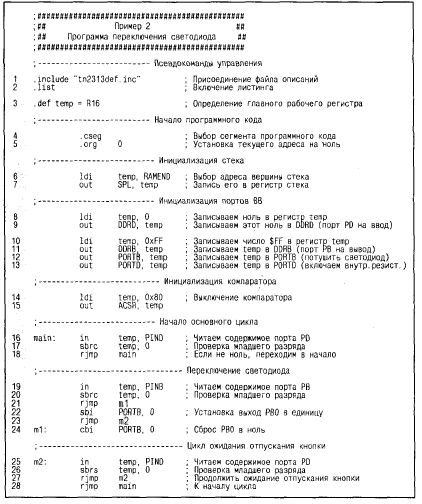 ;##############################################
;## Пример 2 ##
;## Программа переключения светодиода ##
;##############################################
;------------------------- Псевдокоманды управления
1 .include "tn2313def.inc" ; Присоединение файла описаний
2 .list ; Включение листинга
3 .def temp = R16 ; Определение главного рабочего регистра
;------------------------- Начало программного кода
4 .cseg ; Выбор сегмента программного кода
5 .org 0 ; Установка текущего адреса на ноль
;------------------------- Инициализация стека
6 ldi temp, RAMEND ; Выбор адреса вершины стека
7 out SPL, temp ; Запись его в регистр стека
;------------------------- Инициализация портов ВВ
8 ldi temp, 0 ; Записываем ноль в регистр temp
9 out DDRD, temp ; Записываем этот ноль в DDRD (порт PD на ввод)
10 ldi temp, 0xFF ; Записываем число $FF в регистр temp
11 out DDRB, temp ; Записываем temp в DDRB (порт PB на вывод)
12 out PORTB, temp ; Записываем temp в PORTB (потушить светодиод)
13 out PORTD, temp ; Записываем temp в PORTD (включаем внутр.резист.)
;------------------------- Инициализация компаратора
14 ldi temp, 0x80 ; Выключение компаратора
15 out ACSR, temp
;------------------------- Начало основного цикла
16 main: in temp, PIND ; Читаем содержимое порта PD
17 sbrc temp, 0 ; Проверка младшего разряда
18 rjmp main ; Если не ноль, переходим в начало
;------------------------- Переключение светодиода
19 in temp, PINB ; Читаем содержимое порта PB
20 sbrc temp, 0 ; Проверка младшего разряда
21 rjmp m1
22 sbi PORTB, 0 ; Установка выход PB0 в единицу
23 rjmp m2
24 m1: cbi PORTB, 0 ; Сброс PB0 в ноль
;------------------------- Цикл ожидания отпускания кнопки
25 m2: in temp, PIND ; Читаем содержимое порта PD
26 sbrs temp, 0 ; Проверка младшего разряда
27 rjmp m2 ; Продолжить ожидание отпускания кнопки
28 rjmp main ; К началу цикла